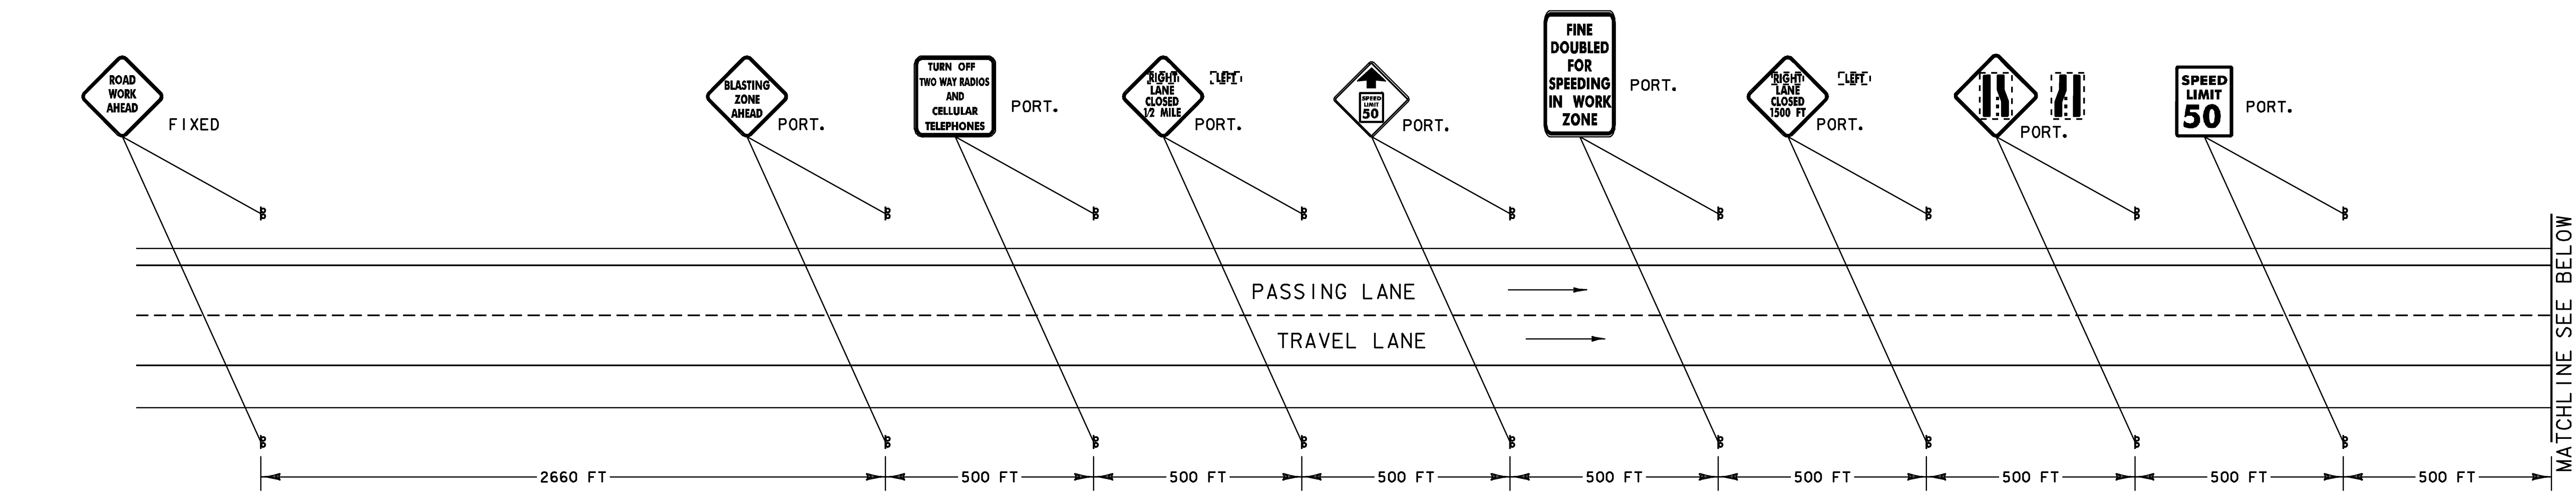 ROAD
WORK
AHEAD
FIXED
BLASTING
ZONE
AHEAD
PORT.
TURN OFF
TWO WAY RADIOS
AND
CELLULAR
TELEPHONES
PORT.
RIGHT
LANE
CLOSED
1/2 MILE
LEFT
PORT.
SPEED
LIMIT
50
PORT.
FINE
DOUBLED
FOR
SPEEDING
IN WORK
ZONE
PORT.
RIGHT
LANE
CLOSED
1500 FT
LEFT
PORT.
PORT.
SPEED
LIMIT
50
PORT.
PASSING LANE
TRAVEL LANE
MATCHLINE SEE BELOW
2660 FT
500 FT
500 FT
500 FT
500 FT
500 FT
500 FT
500 FT
500 FT